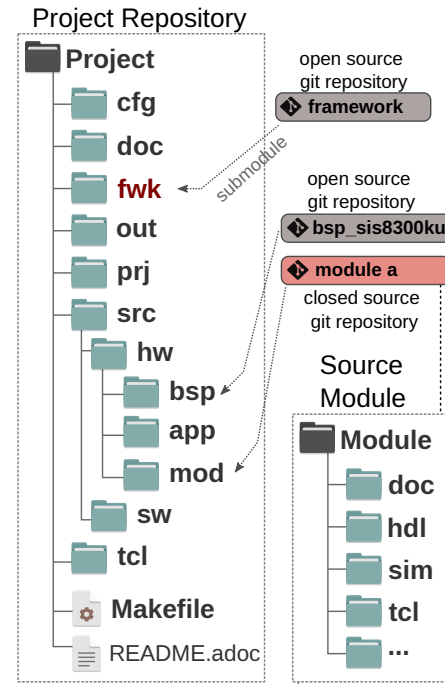 Project Repository
Project
cfg
doc
fwk
out
prj
src
hw
bsp
app
mod
sw
tcl
Makefile
README.adoc
open source
git repository
framework
submodule
open source
git repository
bsp_sis8300ku
module a
closed source
git repository
Source
Module
Module
doc
hdl
sim
tcl
...